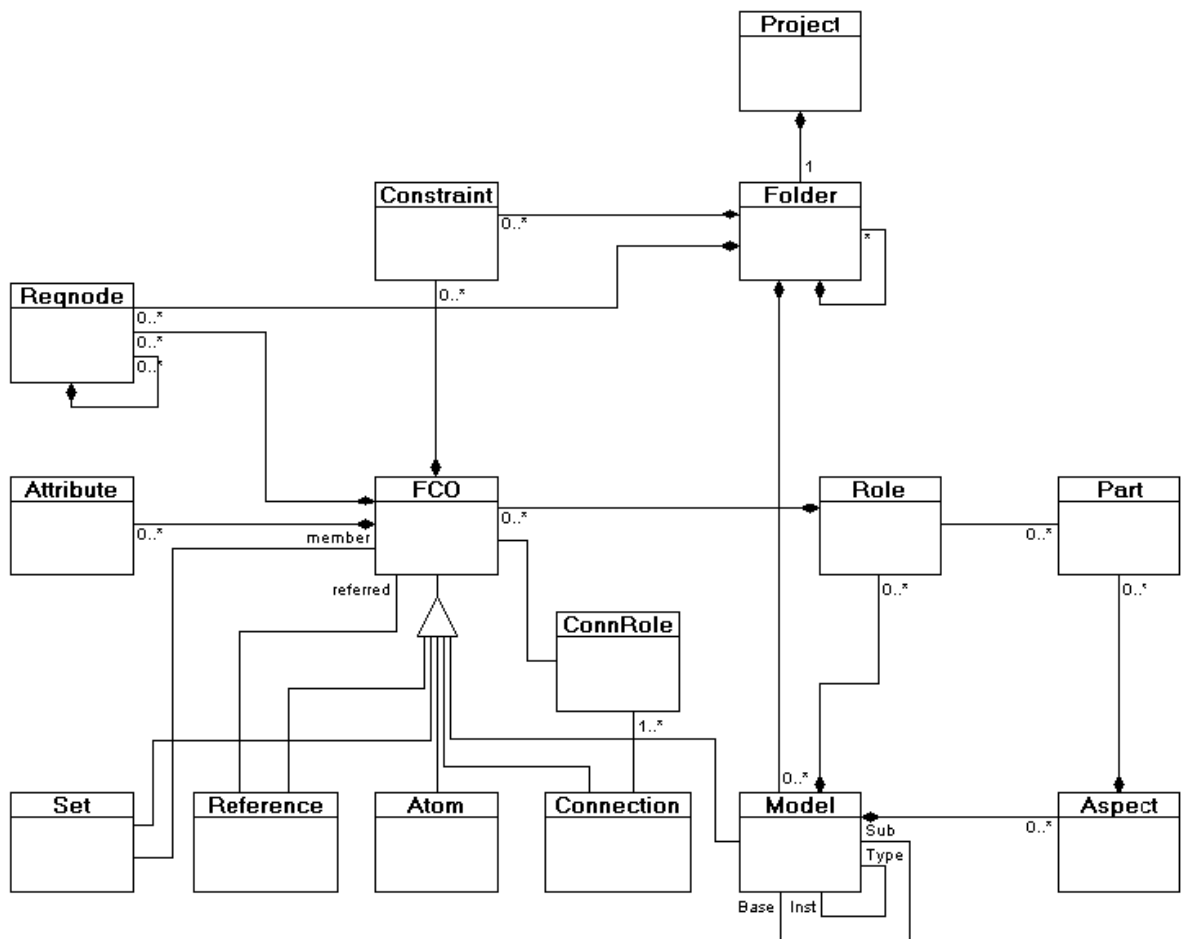 Project
1
Constraint
Folder
0..*
*
Reqnode
0..*
0..*
0..*
0..*
Attribute
FCO
Role
Part
0..*
0..*
0..*
member
referred
0..*
0..*
ConnRole
1..*
0..*
Set
Reference
Atom
Connection
Model
Aspect
0..*
Sub
Type
Base
Inst